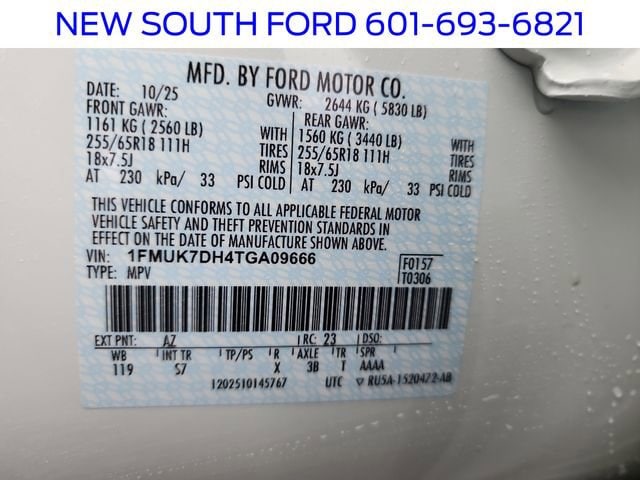 NEW SOUTH FORD 601-693-6821
MFD. BY FORD MOTOR CO.
DATE: 10/25 GVWR: 2644 KG ( 5830 LB)
FRONT GAWR: REAR GAWR:
1161 KG ( 2560 LB) WITH 1560 KG ( 3440 LB) WITH
255/65R18 111H TIRES 255/65R18 111H TIRES
18x7.5J RIMS 18x7.5J RIMS
AT 230 kPa/ 33 PSI COLD AT 230 kPa/ 33 PSI COLD
THIS VEHICLE CONFORMS TO ALL APPLICABLE FEDERAL MOTOR
VEHICLE SAFETY AND THEFT PREVENTION STANDARDS IN
EFFECT ON THE DATE OF MANUFACTURE SHOWN ABOVE.
VIN: 1FMUK7DH4TGA09666 F0157
TYPE: MPV T0306
EXT PNT: AZ RC: 23 DSO:
WB INT TR TP/PS R AXLE TR SPR
119 S7 X 3B T AAAA
1202510145767 UTC ▽ RU5A-1520472-AB